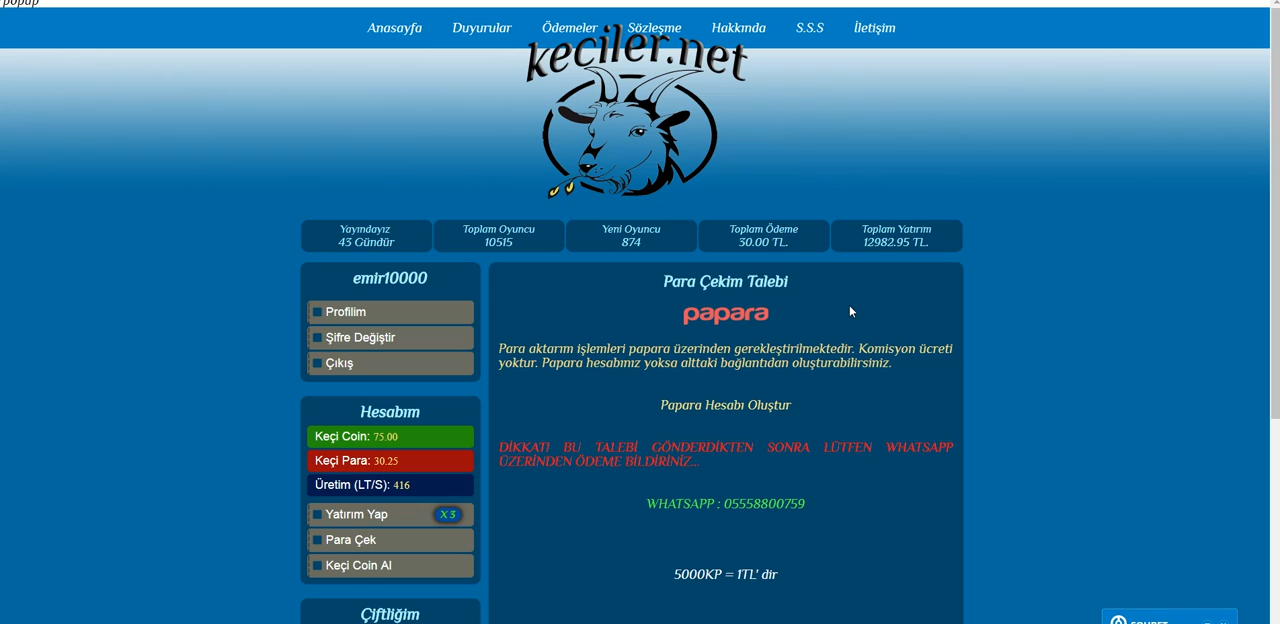 popup
Anasayfa Duyurular Ödemeler Sözleşme Hakkında S.S.S İletişim
keciler.net
Yayındayız
43 Gündür
Toplam Oyuncu
10515
Yeni Oyuncu
874
Toplam Ödeme
30.00 TL.
Toplam Yatırım
12982.95 TL.
emir10000
Profilim
Şifre Değiştir
Çıkış
Hesabım
Keçi Coin: 75.00
Keçi Para: 30.25
Üretim (LT/S): 416
Yatırım Yap X 3
Para Çek
Keçi Coin Al
Çiftliğim
Para Çekim Talebi
papara
Para aktarım işlemleri papara üzerinden gerekleştirilmektedir. Komisyon ücreti
yoktur. Papara hesabınız yoksa alttaki bağlantıdan oluşturabilirsiniz.
Papara Hesabı Oluştur
DİKKAT! BU TALEBİ GÖNDERDİKTEN SONRA LÜTFEN WHATSAPP
ÜZERİNDEN ÖDEME BİLDİRİNİZ...
WHATSAPP : 05558800759
5000KP = 1TL' dir